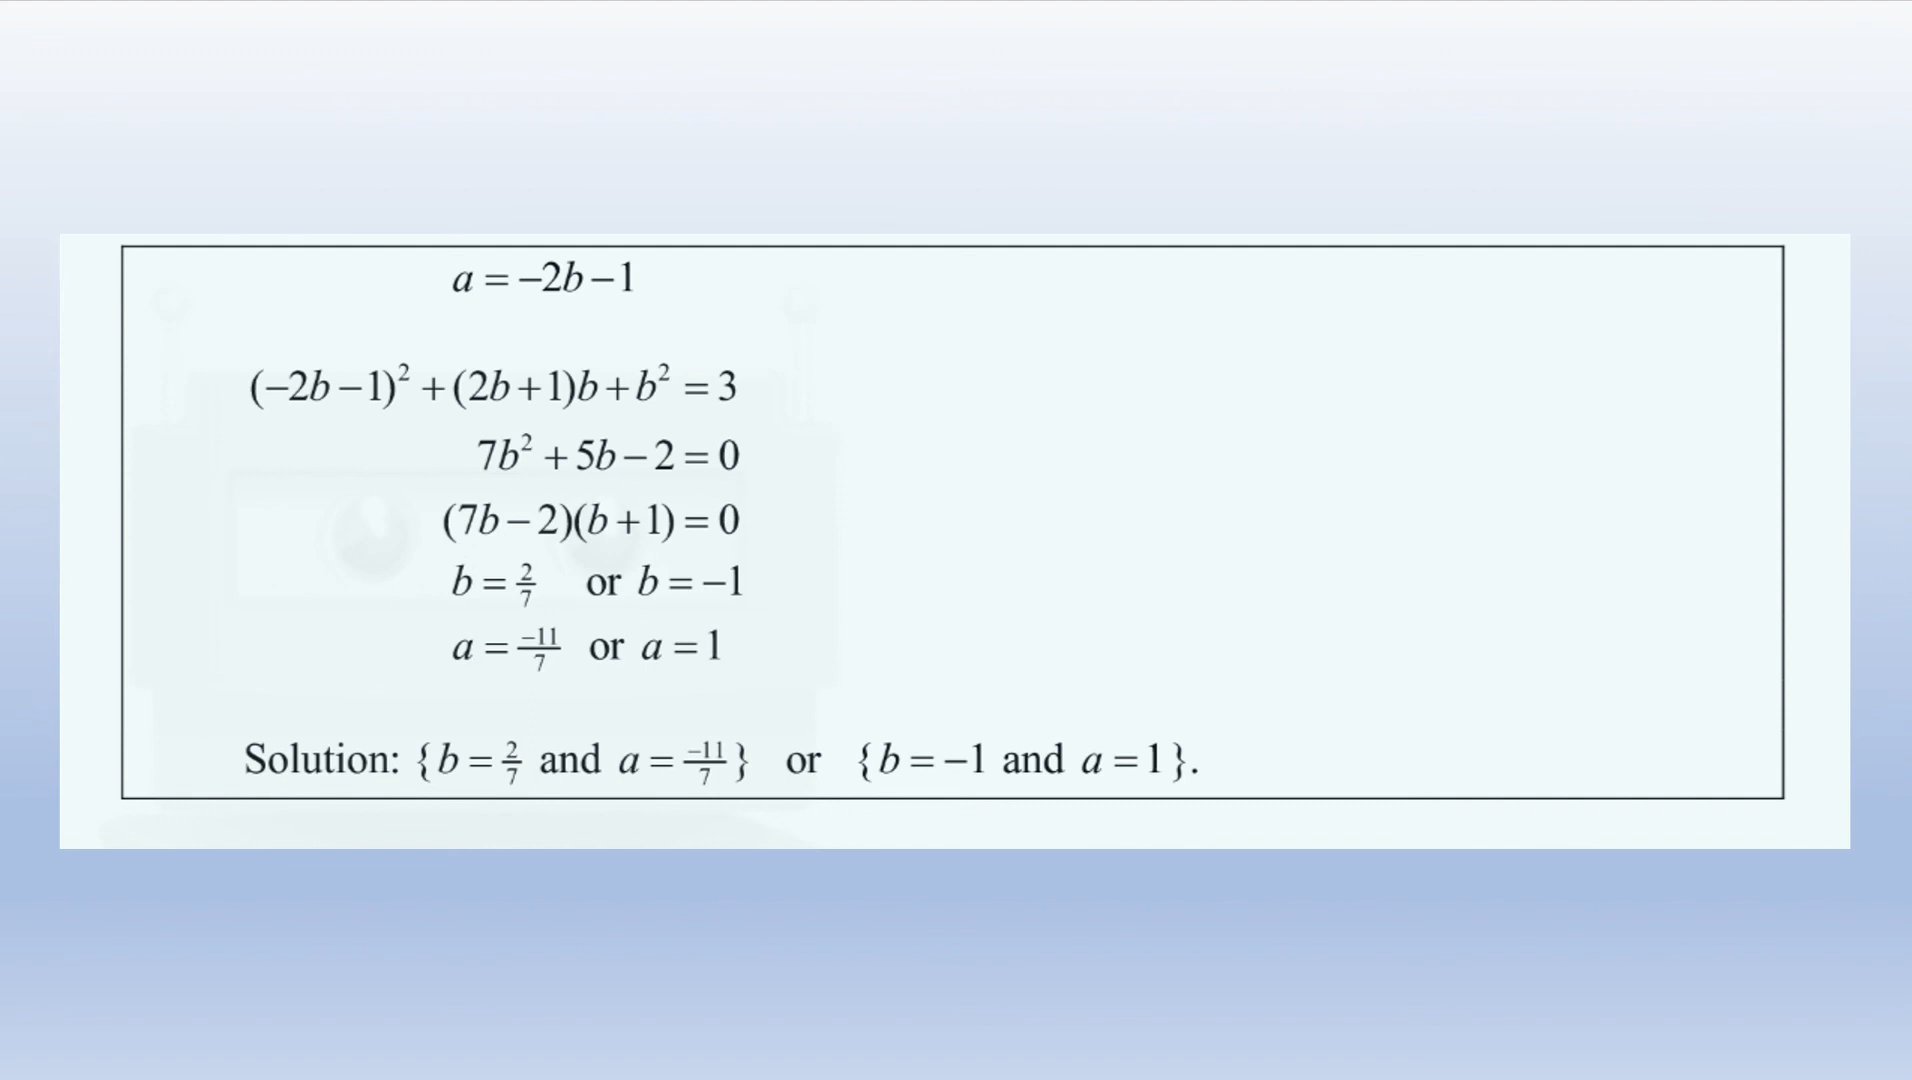 a = −2b − 1
(−2b − 1)² + (2b + 1)b + b² = 3
7b² + 5b − 2 = 0
(7b − 2)(b + 1) = 0
b = 2/7 or b = −1
a = −11/7 or a = 1
Solution: {b = 2/7 and a = −11/7} or {b = −1 and a = 1}.